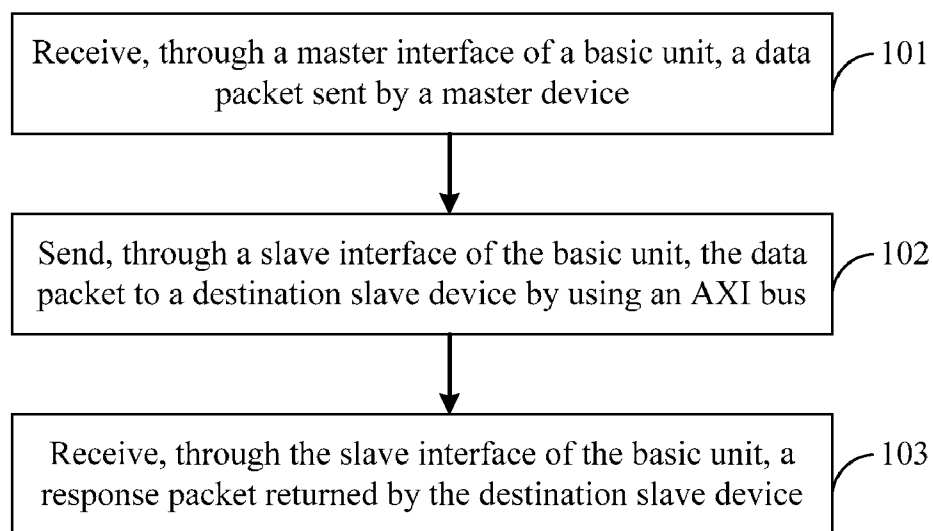 Receive, through a master interface of a basic unit, a data
packet sent by a master device
101
Send, through a slave interface of the basic unit, the data
packet to a destination slave device by using an AXI bus
102
Receive, through the slave interface of the basic unit, a
response packet returned by the destination slave device
103